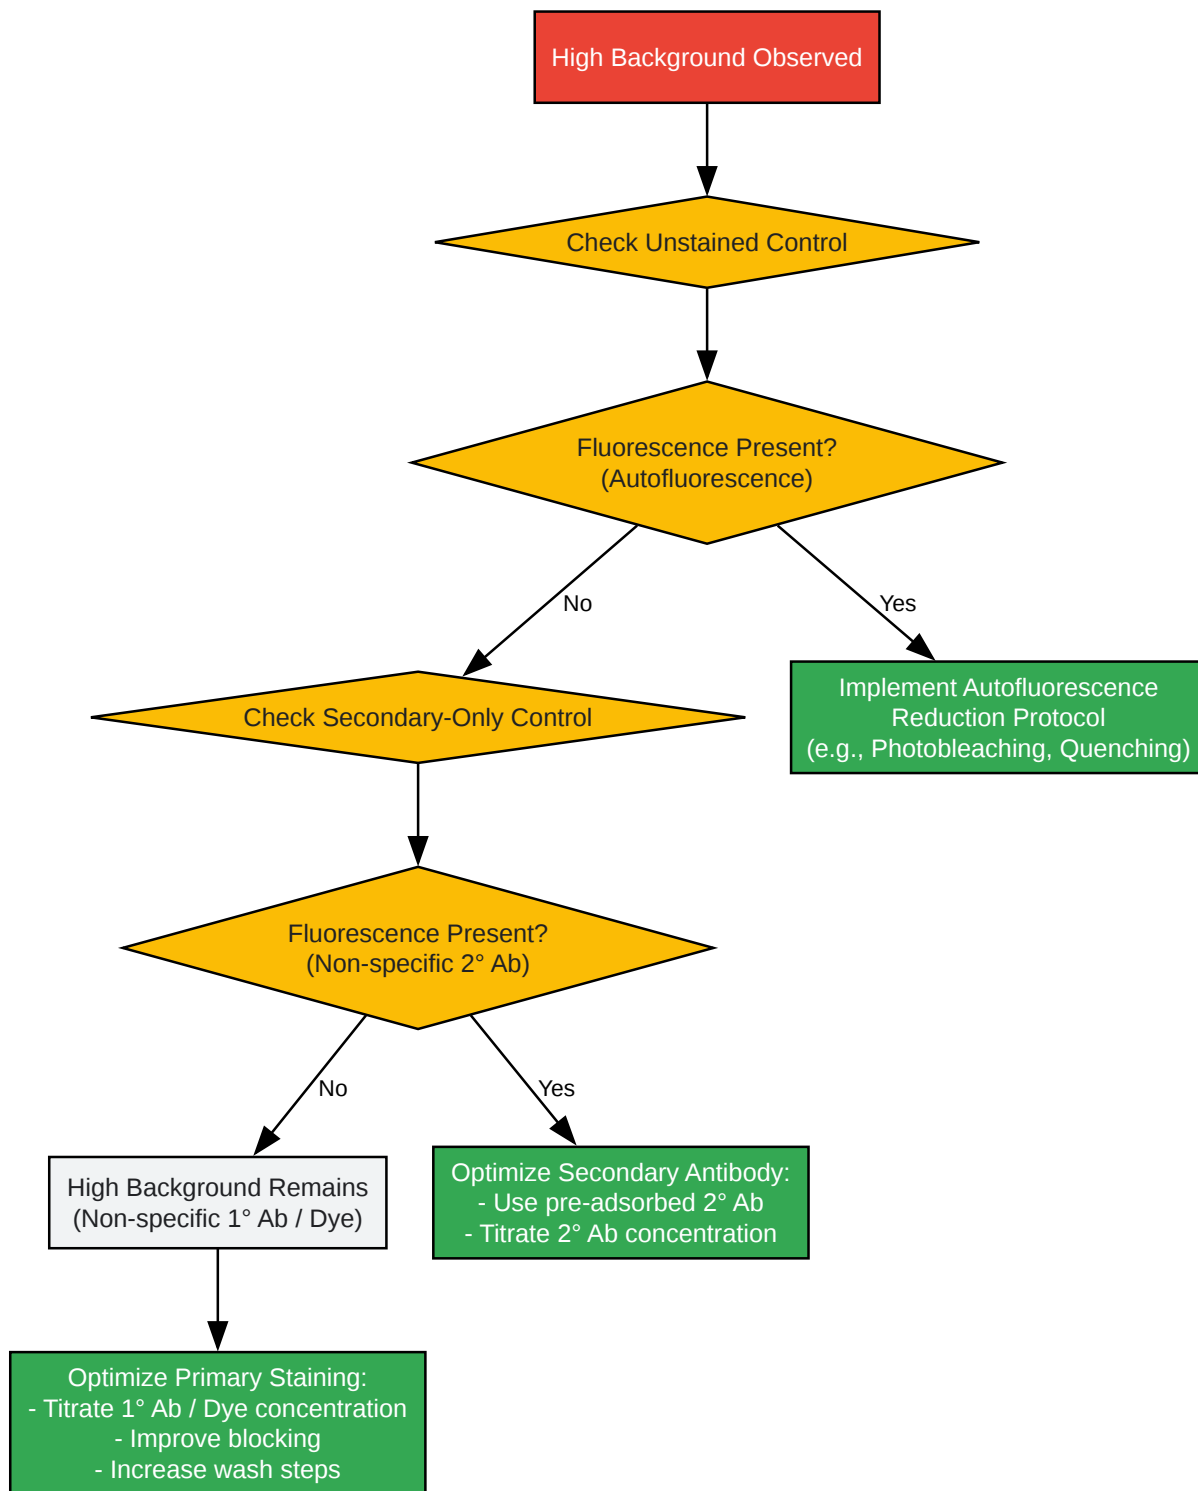 High Background Observed
Check Unstained Control
Fluorescence Present?
(Autofluorescence)
No
Yes
Implement Autofluorescence
Reduction Protocol
(e.g., Photobleaching, Quenching)
Check Secondary-Only Control
Fluorescence Present?
(Non-specific 2° Ab)
No
Yes
High Background Remains
(Non-specific 1° Ab / Dye)
Optimize Secondary Antibody:
- Use pre-adsorbed 2° Ab
- Titrate 2° Ab concentration
Optimize Primary Staining:
- Titrate 1° Ab / Dye concentration
- Improve blocking
- Increase wash steps